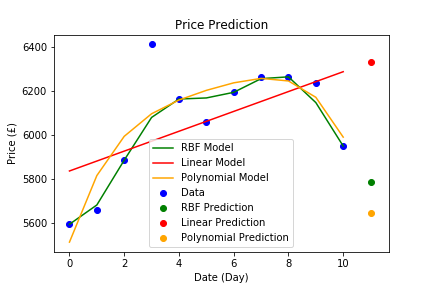 Price Prediction
Price (£)
6400
6200
6000
5800
5600
RBF Model
Linear Model
Polynomial Model
Data
RBF Prediction
Linear Prediction
Polynomial Prediction
0 2 4 6 8 10
Date (Day)